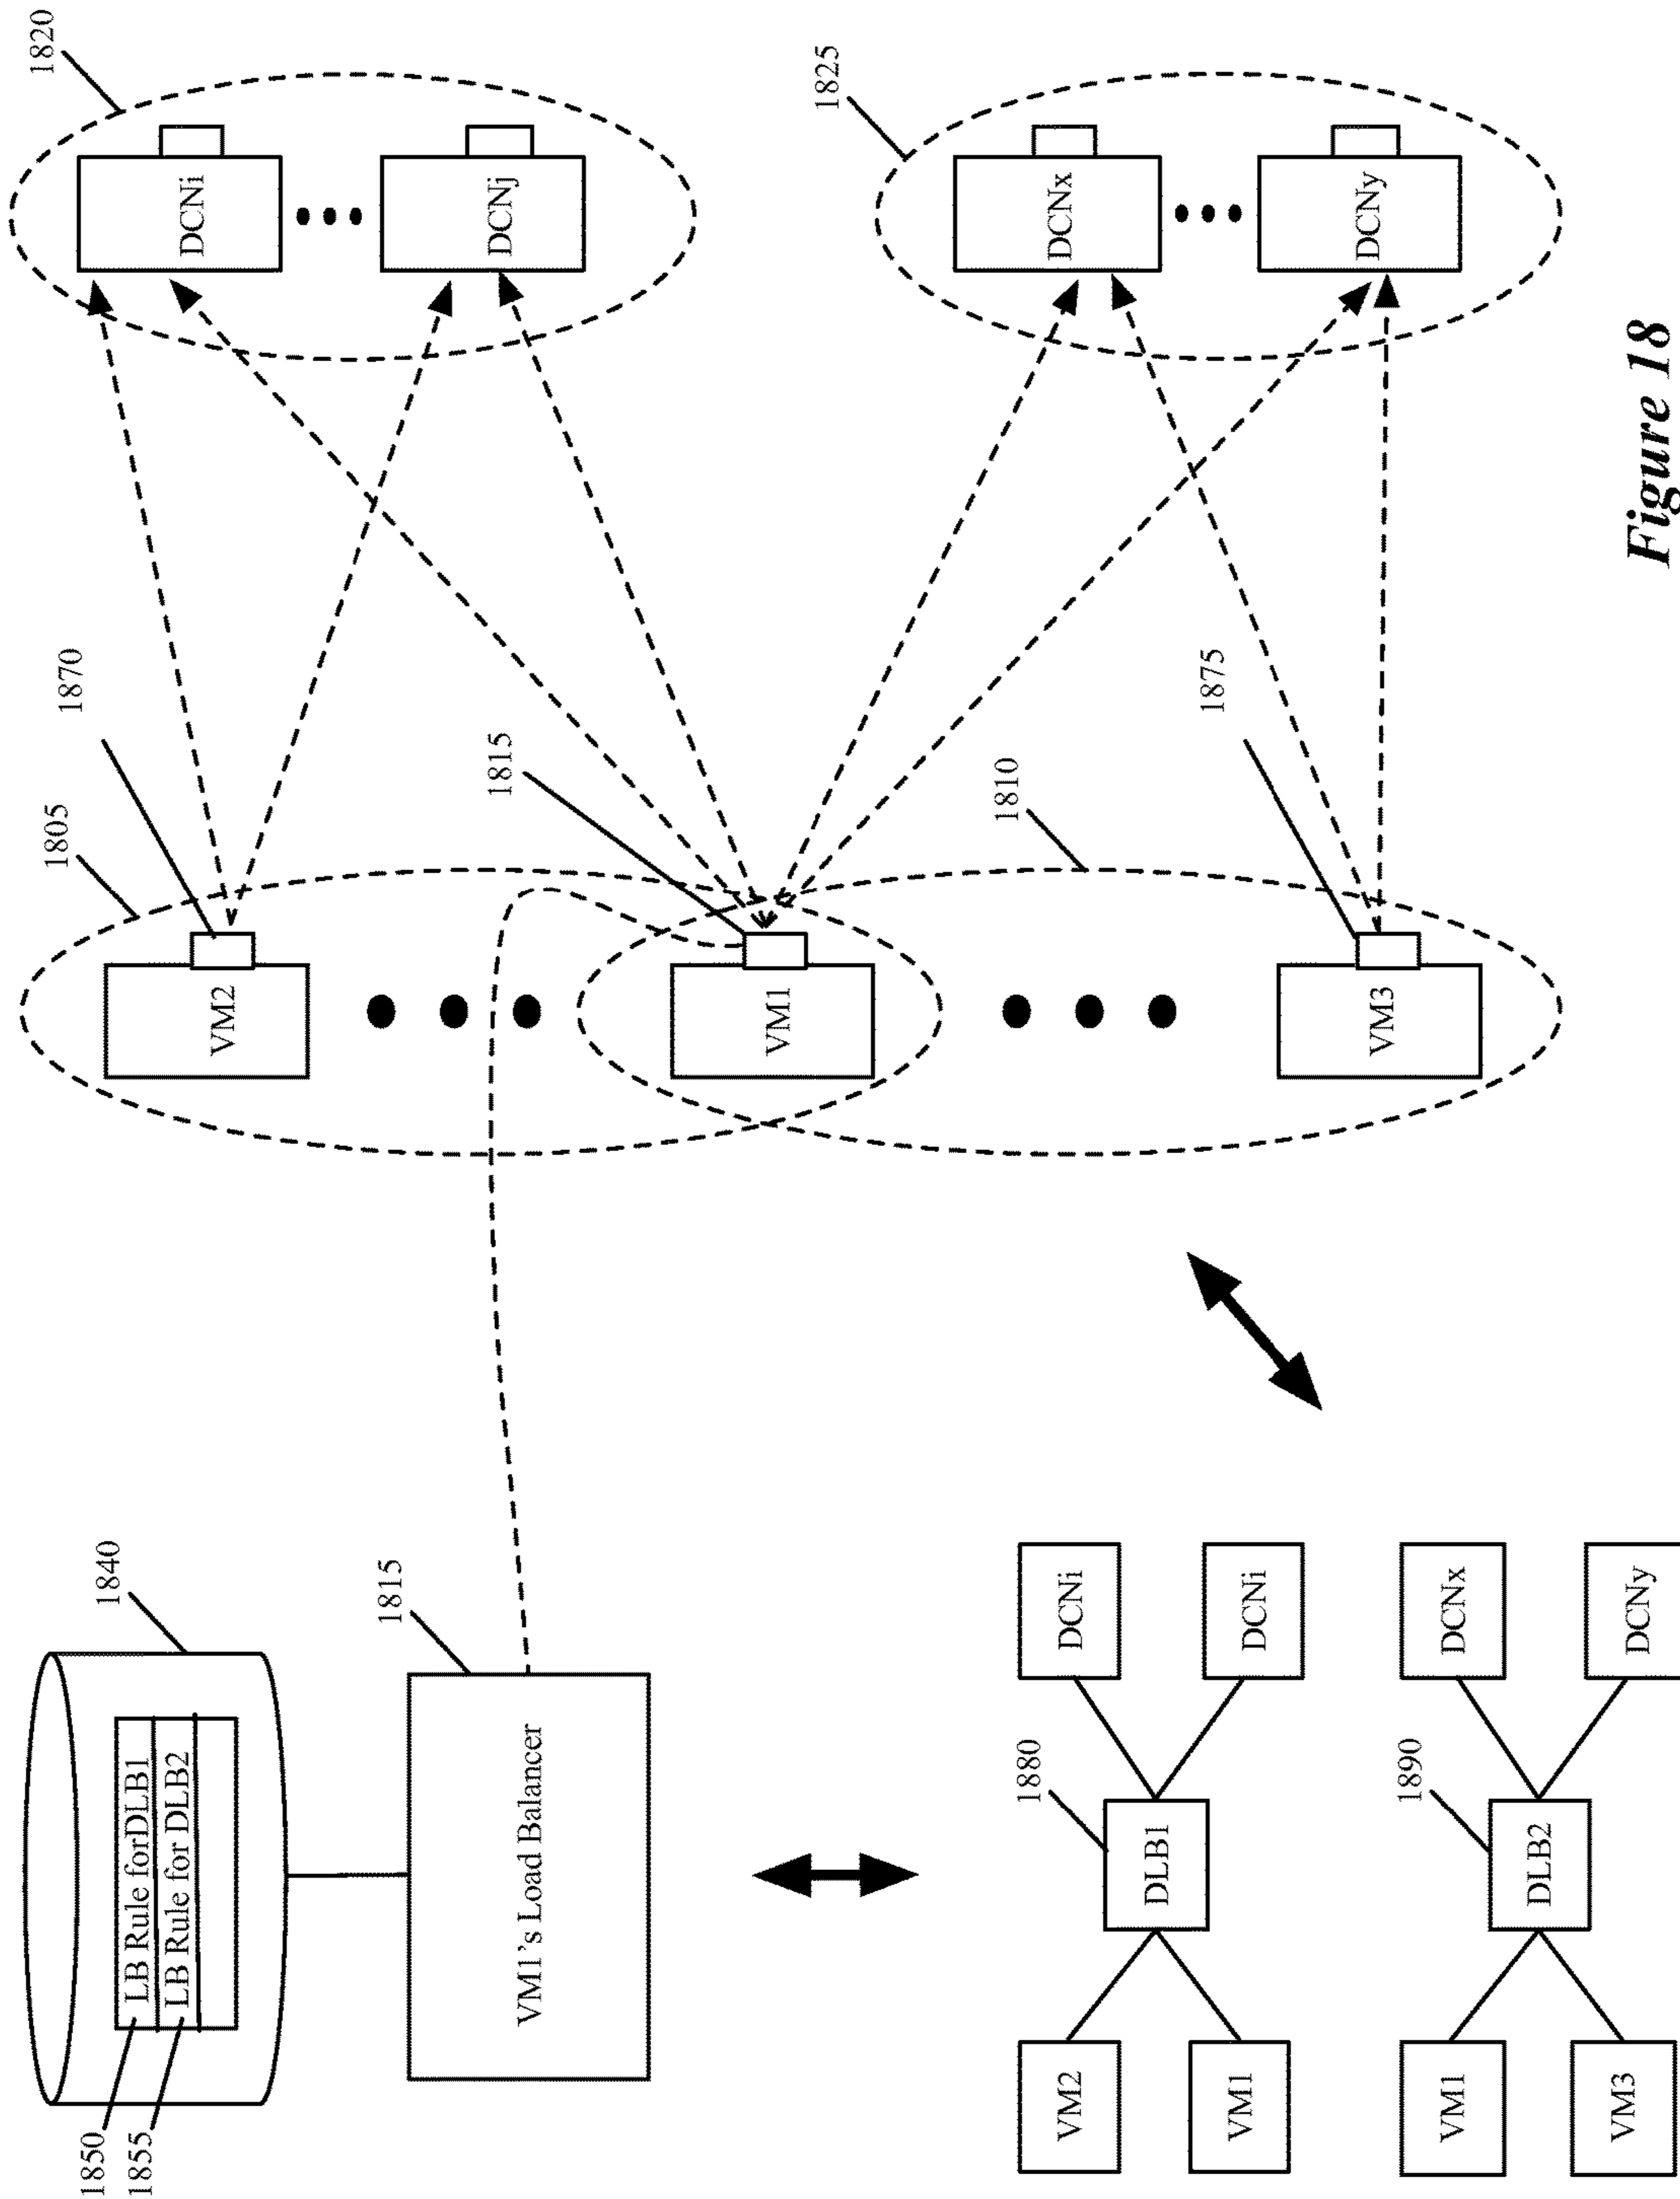 1840
1850
1855
LB Rule forDLB1
LB Rule for DLB2
1815
VM1's Load Balancer
1805
1870
VM2
1815
VM1
1810
1875
VM3
1820
DCNi
DCNj
1825
DCNx
DCNy
1880
VM2
VM1
DLB1
DCNi
DCNi
1890
VM1
VM3
DLB2
DCNx
DCNy
Figure 18